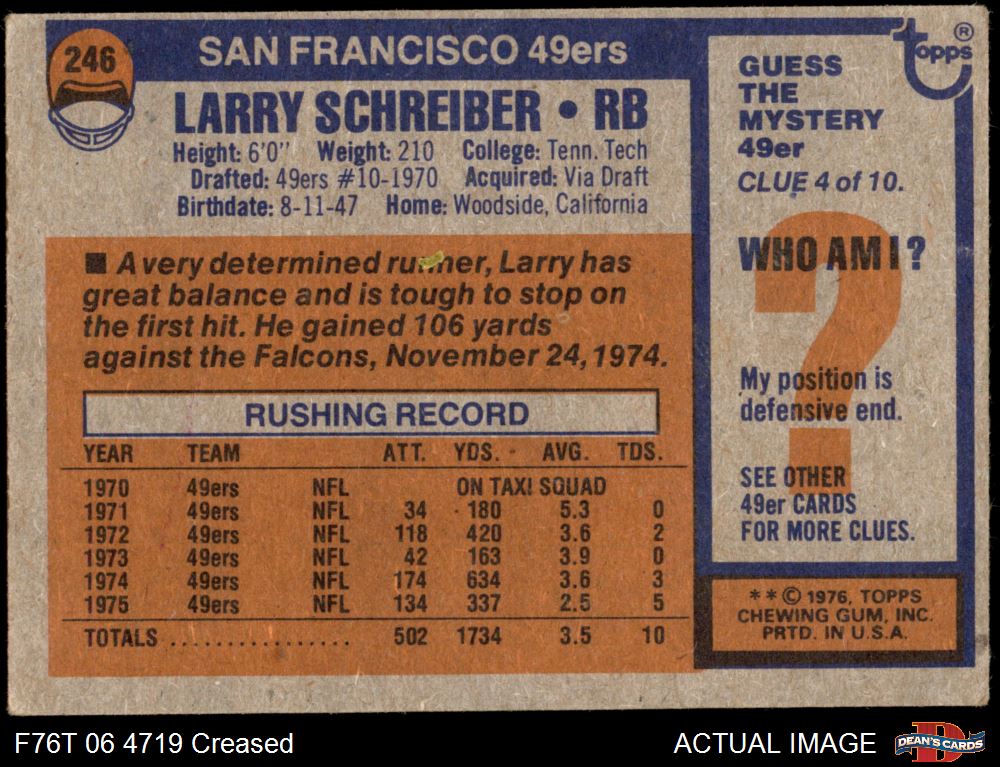 246
SAN FRANCISCO 49ers
LARRY SCHREIBER • RB
Height: 6'0" Weight: 210 College: Tenn. Tech
Drafted: 49ers #10-1970 Acquired: Via Draft
Birthdate: 8-11-47 Home: Woodside, California
■ A very determined runner, Larry has
great balance and is tough to stop on
the first hit. He gained 106 yards
against the Falcons, November 24, 1974.
RUSHING RECORD
YEAR TEAM ATT. YDS. AVG. TDS.
1970 49ers NFL ON TAXI SQUAD
1971 49ers NFL 34 180 5.3 0
1972 49ers NFL 118 420 3.6 2
1973 49ers NFL 42 163 3.9 0
1974 49ers NFL 174 634 3.6 3
1975 49ers NFL 134 337 2.5 5
TOTALS ................ 502 1734 3.5 10
topps ®
GUESS
THE
MYSTERY
49er
CLUE 4 of 10.
WHO AM I?
?
My position is
defensive end.
SEE OTHER
49er CARDS
FOR MORE CLUES.
**© 1976, TOPPS
CHEWING GUM, INC.
PRTD. IN U.S.A.
F76T 06 4719 Creased
ACTUAL IMAGE
D
DEAN'S CARDS